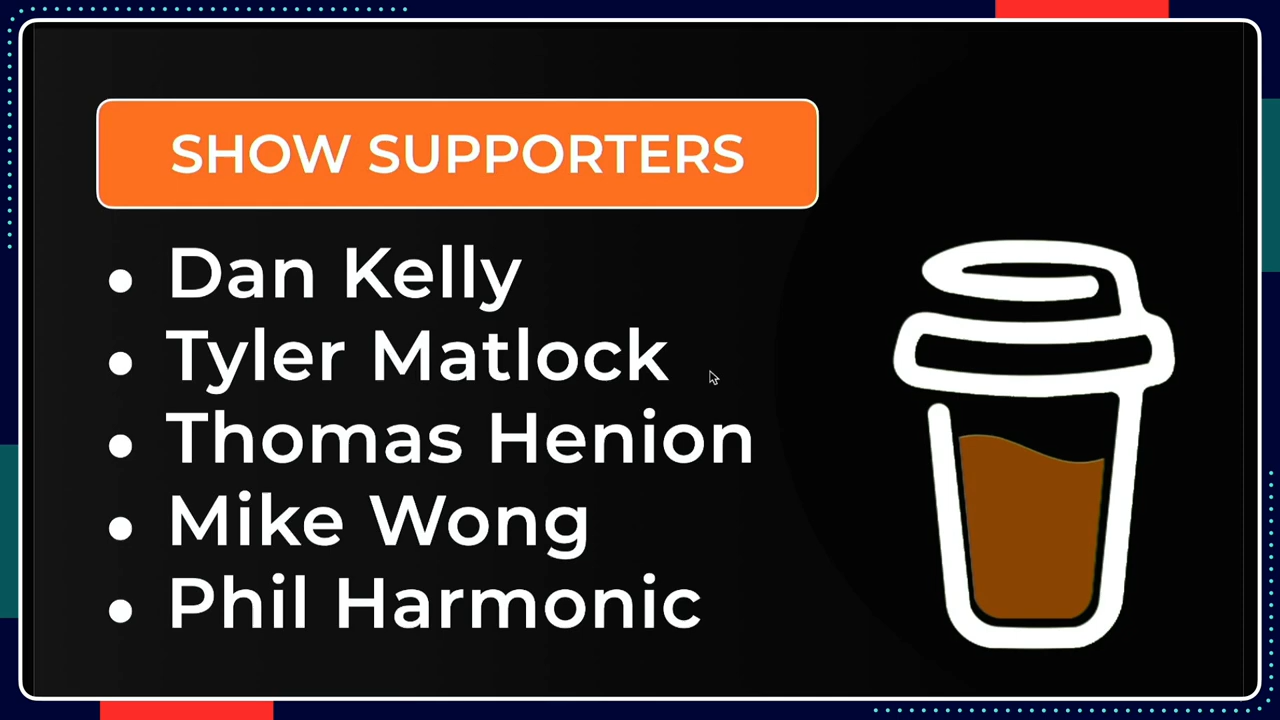 SHOW SUPPORTERS
• Dan Kelly
• Tyler Matlock
• Thomas Henion
• Mike Wong
• Phil Harmonic